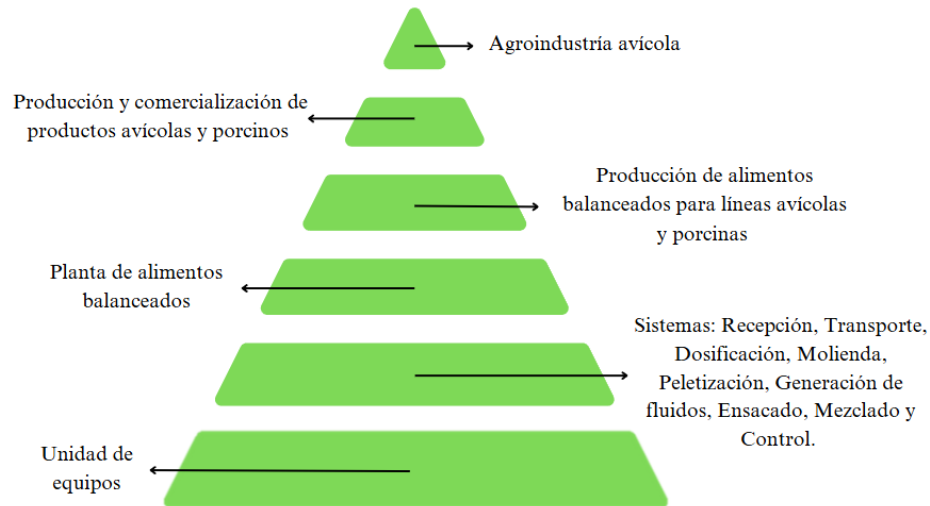 Agroindustría avícola
Producción y comercialización de
productos avícolas y porcinos
Producción de alimentos
balanceados para líneas avícolas
y porcinas
Planta de alimentos
balanceados
Sistemas: Recepción, Transporte,
Dosificación, Molienda,
Peletización, Generación de
fluidos, Ensacado, Mezclado y
Control.
Unidad de
equipos